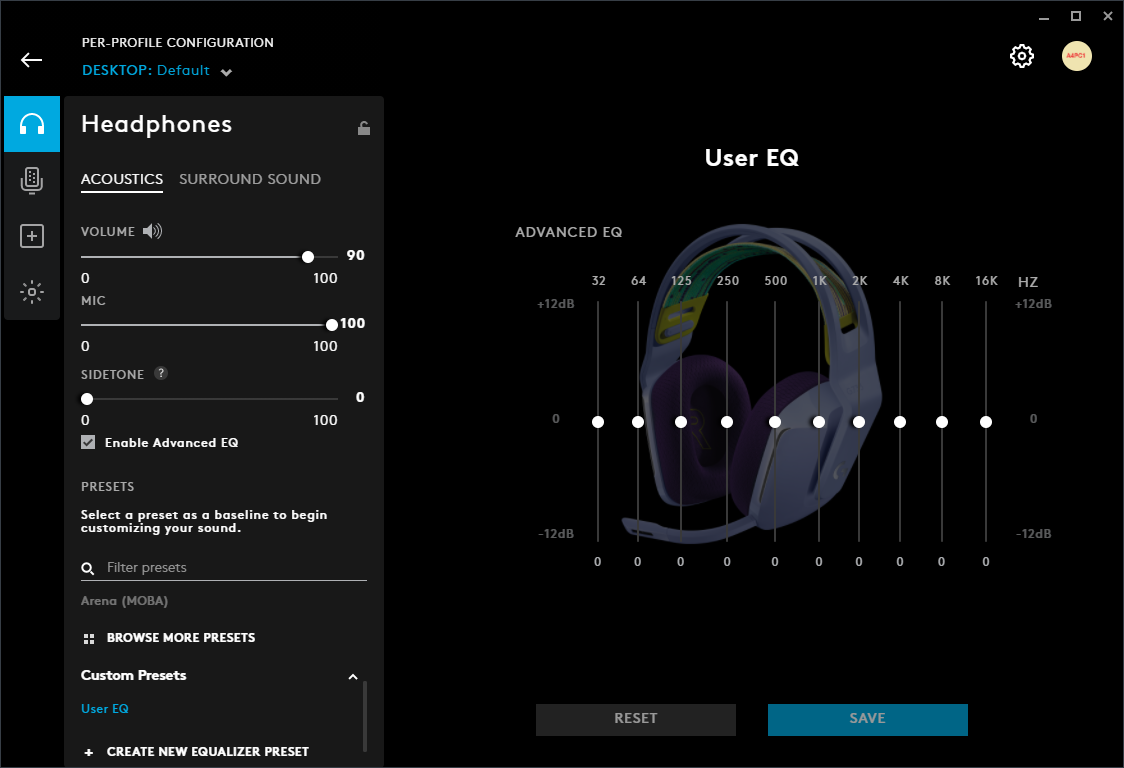 PER-PROFILE CONFIGURATION
DESKTOP: Default
Headphones
ACOUSTICS SURROUND SOUND
VOLUME
90
0 100
MIC
100
0 100
SIDETONE ?
0
0 100
Enable Advanced EQ
PRESETS
Select a preset as a baseline to begin
customizing your sound.
Filter presets
Arena (MOBA)
BROWSE MORE PRESETS
Custom Presets
User EQ
+ CREATE NEW EQUALIZER PRESET
User EQ
ADVANCED EQ
32 64 125 250 500 1K 2K 4K 8K 16K HZ
+12dB +12dB
0 0
-12dB -12dB
0 0 0 0 0 0 0 0 0 0
RESET SAVE